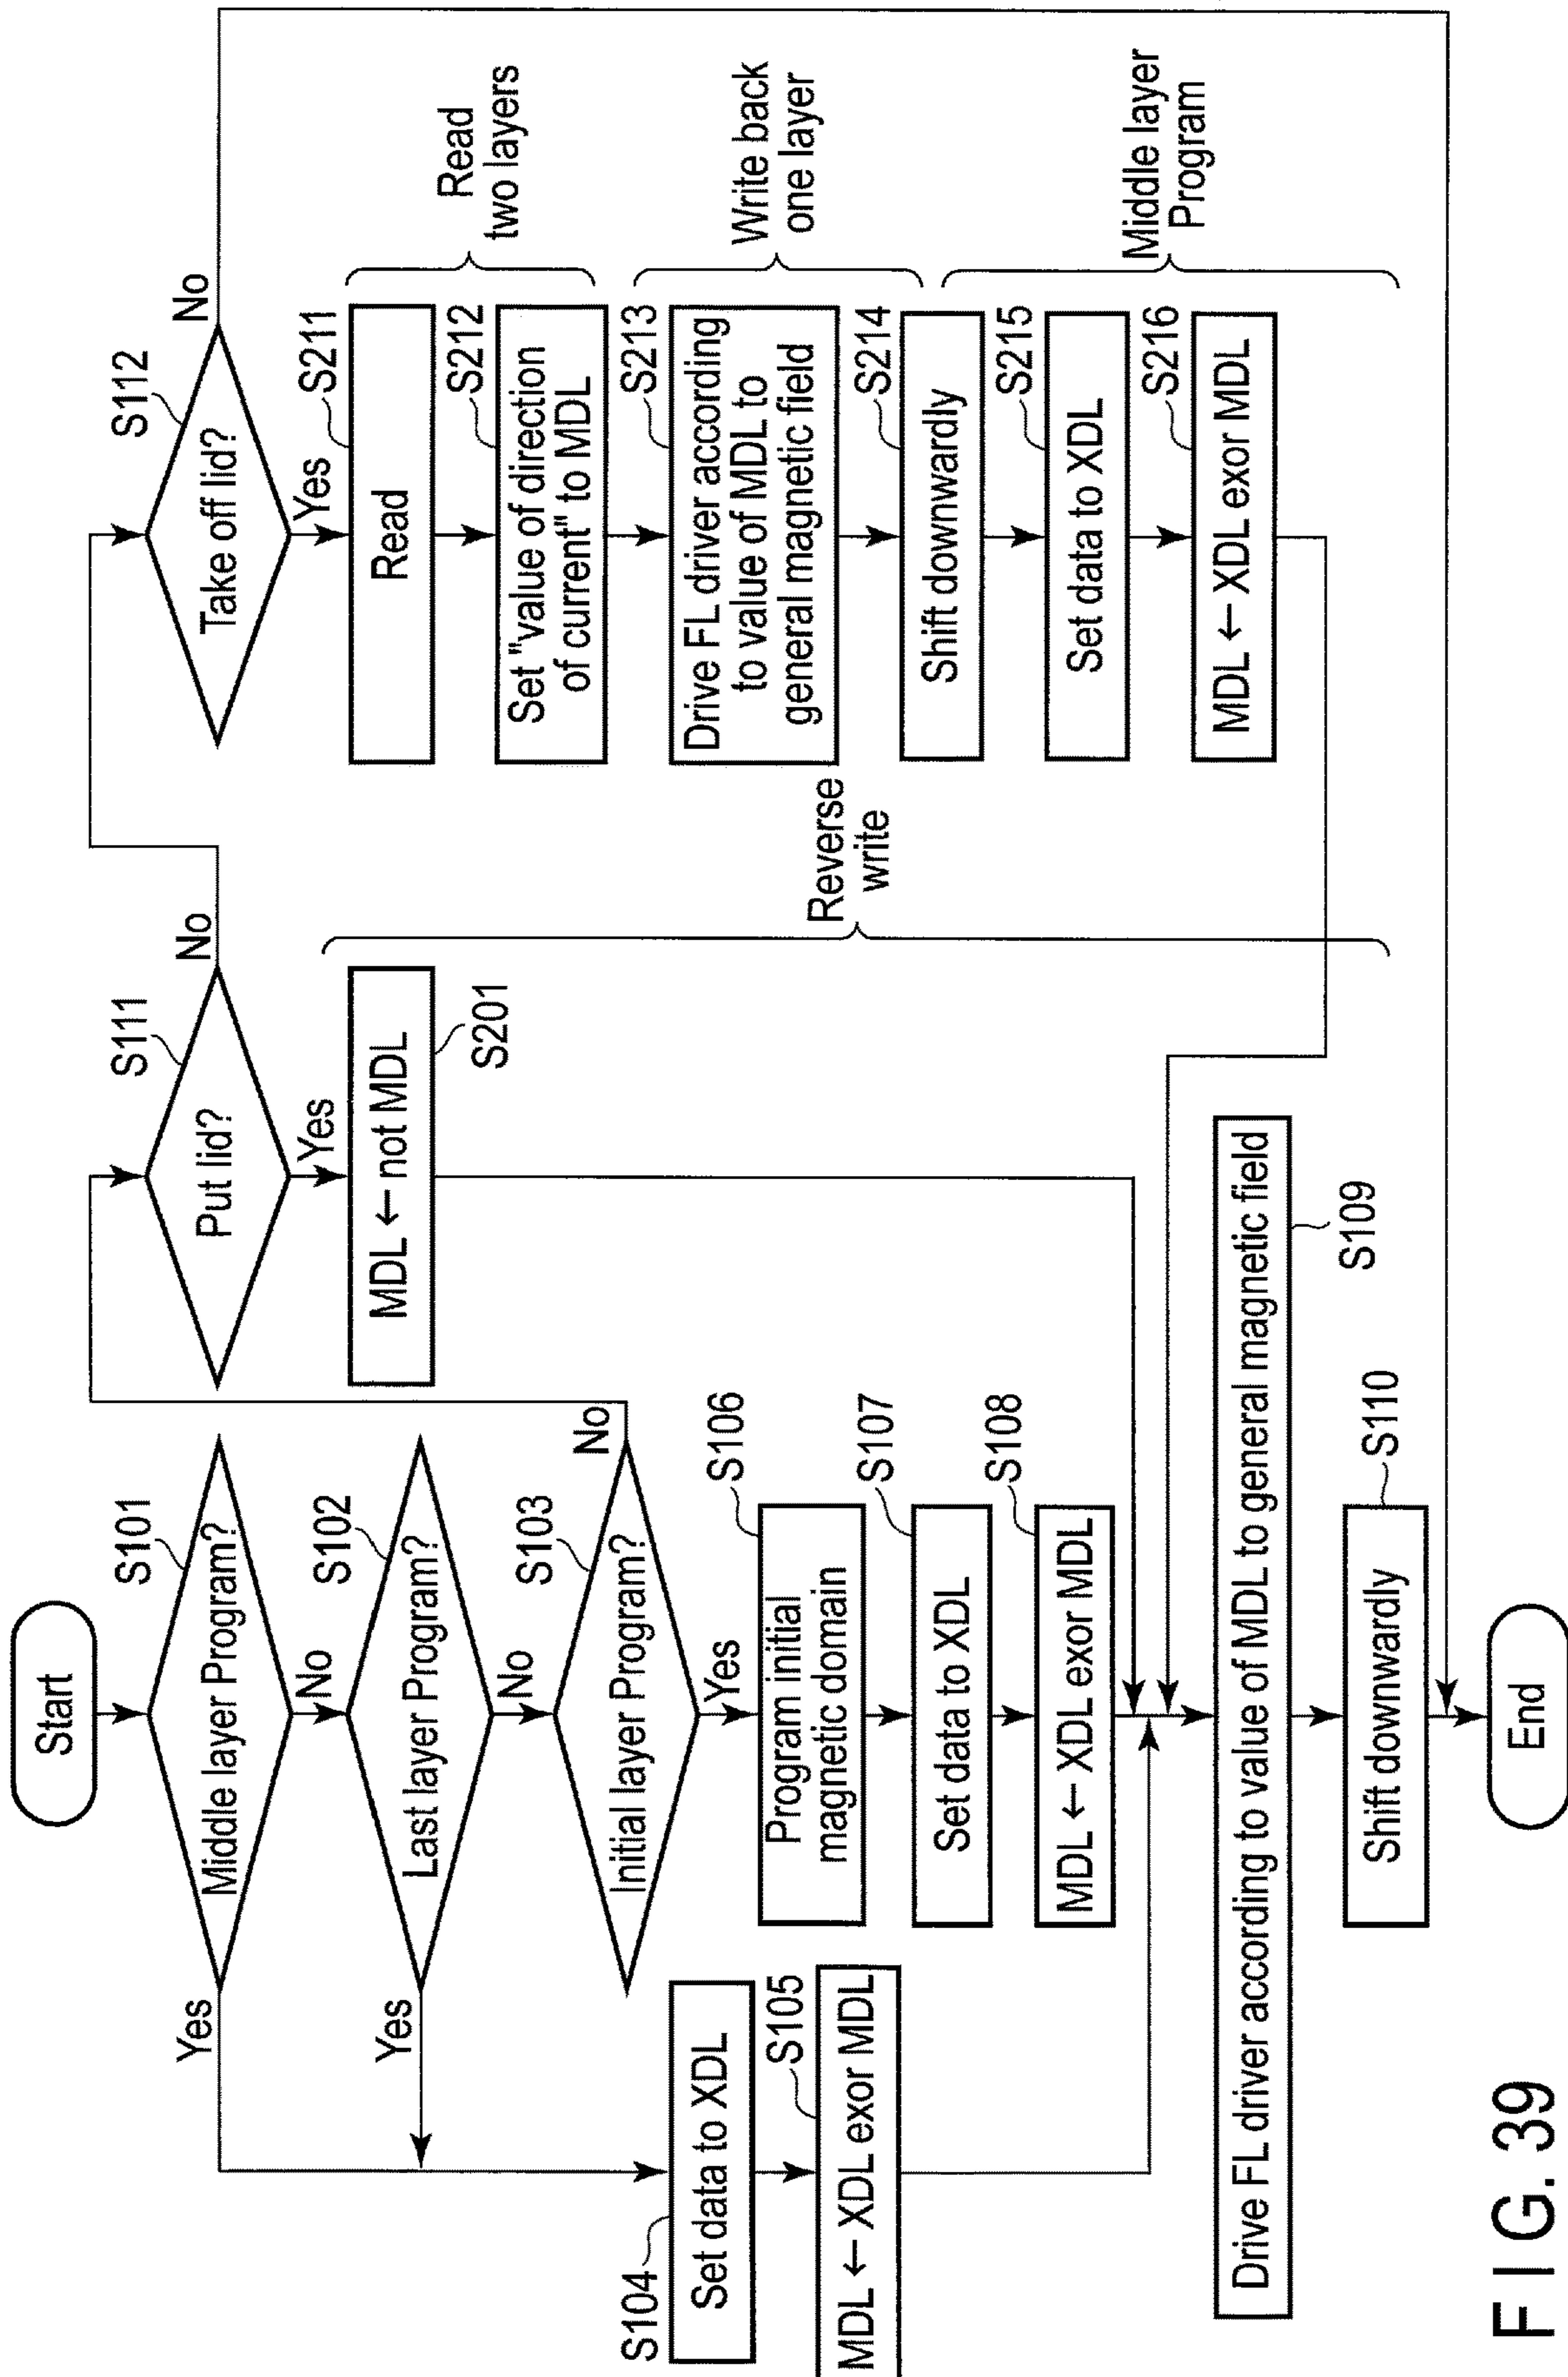 Start
S101
Middle layer Program?
Yes
No
S102
Last layer Program?
Yes
No
S103
Initial layer Program?
No
Yes
S104
Set data to XDL
S105
MDL ← XDL exor MDL
S106
Program initial
magnetic domain
S107
Set data to XDL
S108
MDL ← XDL exor MDL
S109
Drive FL driver according to value of MDL to general magnetic field
S110
Shift downwardly
End
S111
Put lid?
No
Yes
MDL ← not MDL
S201
Reverse
write
S112
Take off lid?
No
Yes
S211
Read
S212
Set "value of direction
of current" to MDL
Read
two layers
S213
Drive FL driver according
to value of MDL to
general magnetic field
S214
Shift downwardly
Write back
one layer
S215
Set data to XDL
S216
MDL ← XDL exor MDL
Middle layer
Program
F I G. 39